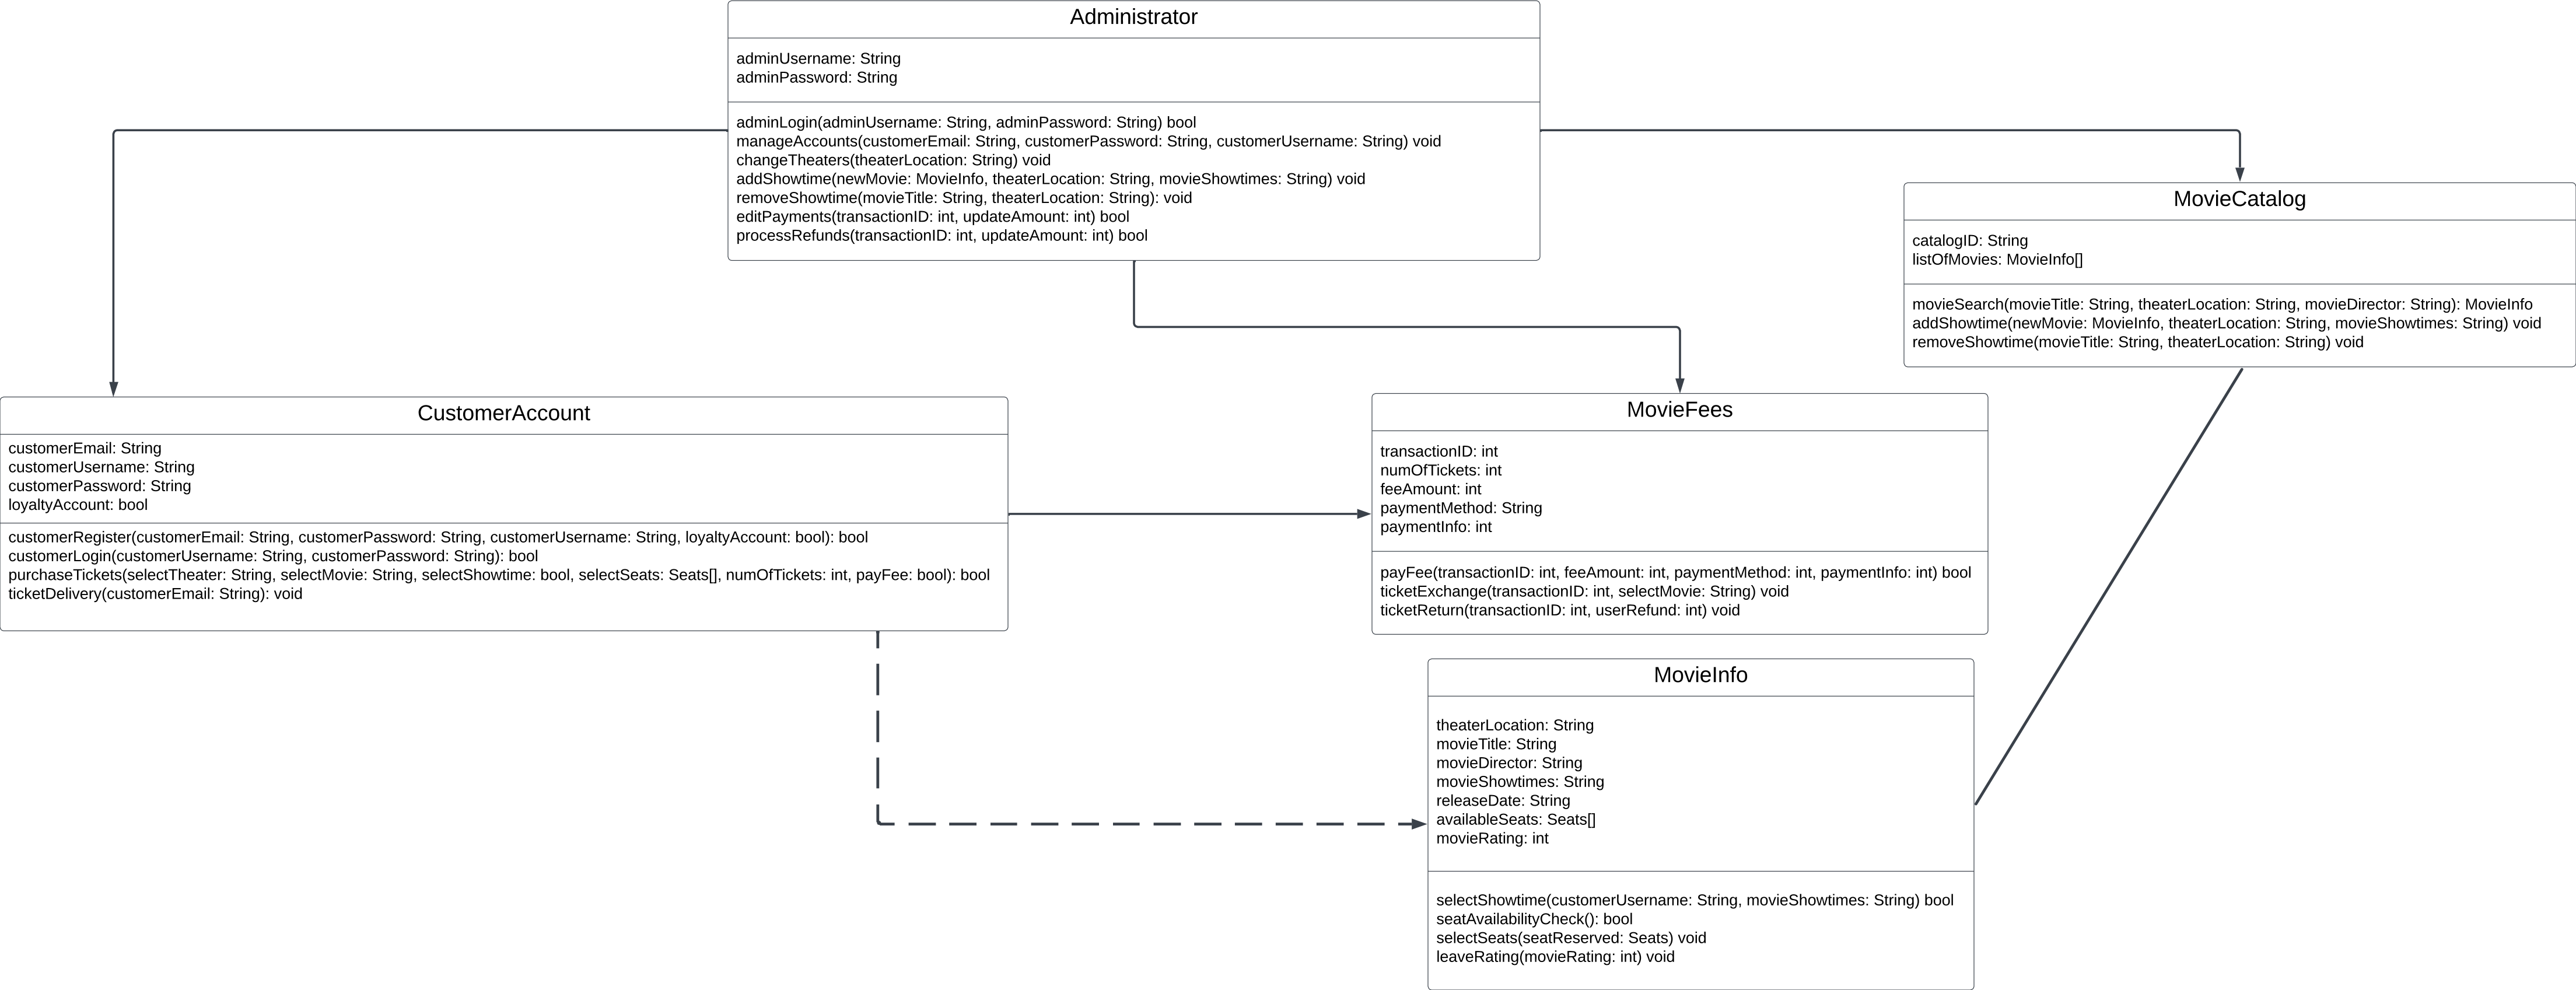 Administrator
adminUsername: String
adminPassword: String
adminLogin(adminUsername: String, adminPassword: String) bool
manageAccounts(customerEmail: String, customerPassword: String, customerUsername: String) void
changeTheaters(theaterLocation: String) void
addShowtime(newMovie: MovieInfo, theaterLocation: String, movieShowtimes: String) void
removeShowtime(movieTitle: String, theaterLocation: String): void
editPayments(transactionID: int, updateAmount: int) bool
processRefunds(transactionID: int, updateAmount: int) bool
MovieCatalog
catalogID: String
listOfMovies: MovieInfo[]
movieSearch(movieTitle: String, theaterLocation: String, movieDirector: String): MovieInfo
addShowtime(newMovie: MovieInfo, theaterLocation: String, movieShowtimes: String) void
removeShowtime(movieTitle: String, theaterLocation: String) void
CustomerAccount
customerEmail: String
customerUsername: String
customerPassword: String
loyaltyAccount: bool
customerRegister(customerEmail: String, customerPassword: String, customerUsername: String, loyaltyAccount: bool): bool
customerLogin(customerUsername: String, customerPassword: String): bool
purchaseTickets(selectTheater: String, selectMovie: String, selectShowtime: bool, selectSeats: Seats[], numOfTickets: int, payFee: bool): bool
ticketDelivery(customerEmail: String): void
MovieFees
transactionID: int
numOfTickets: int
feeAmount: int
paymentMethod: String
paymentInfo: int
payFee(transactionID: int, feeAmount: int, paymentMethod: int, paymentInfo: int) bool
ticketExchange(transactionID: int, selectMovie: String) void
ticketReturn(transactionID: int, userRefund: int) void
MovieInfo
theaterLocation: String
movieTitle: String
movieDirector: String
movieShowtimes: String
releaseDate: String
availableSeats: Seats[]
movieRating: int
selectShowtime(customerUsername: String, movieShowtimes: String) bool
seatAvailabilityCheck(): bool
selectSeats(seatReserved: Seats) void
leaveRating(movieRating: int) void